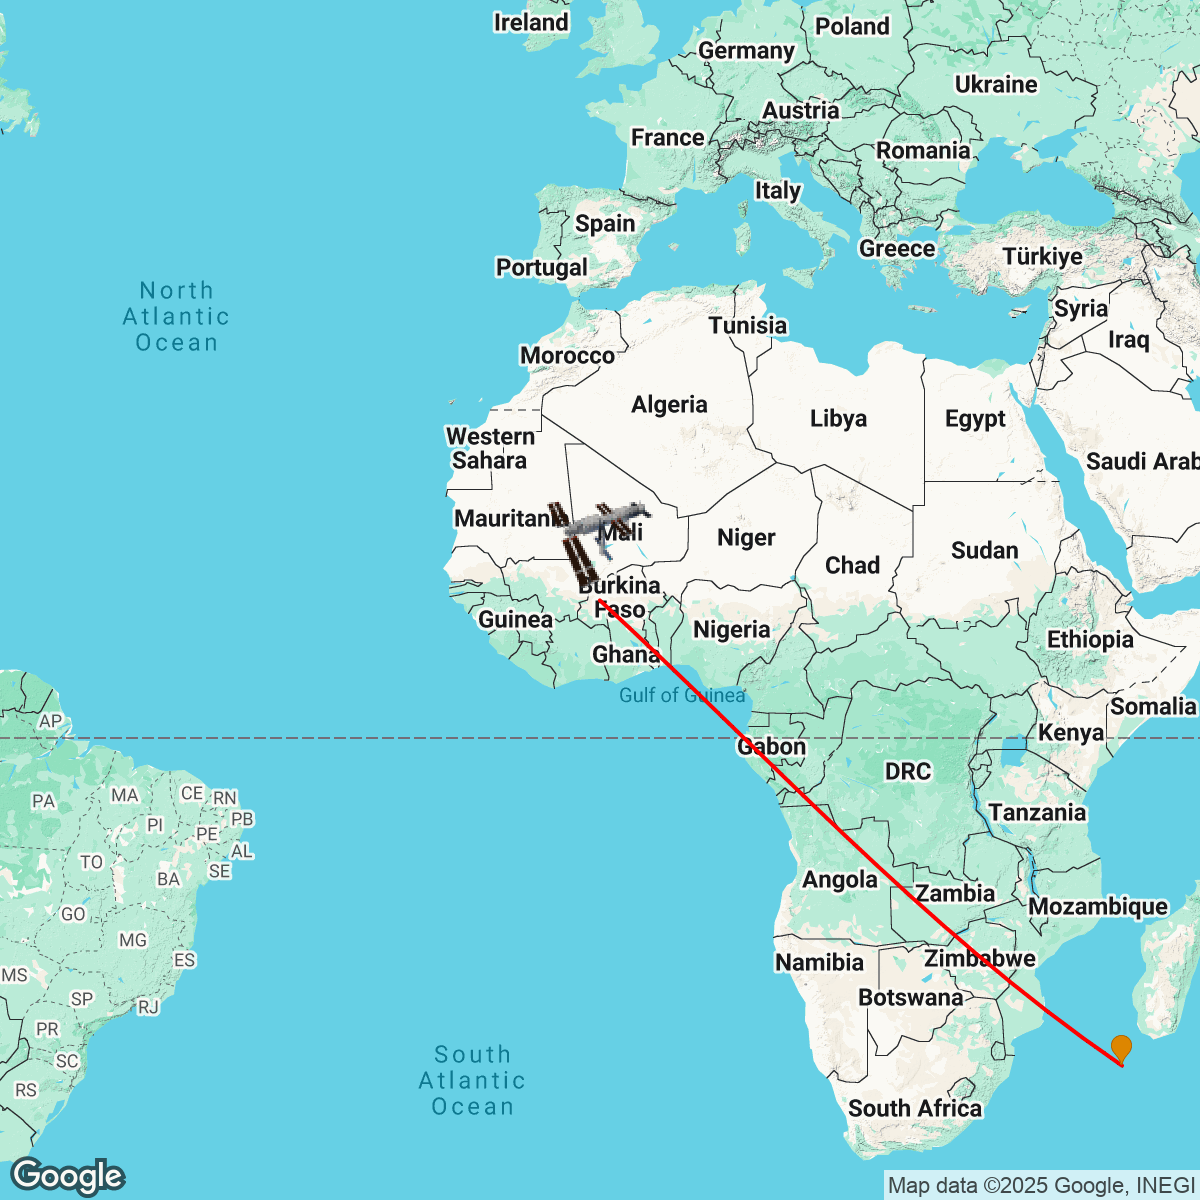 Ireland
Poland
Germany
Ukraine
Austria
France
Romania
Italy
Spain
Greece
Portugal
Türkiye
North
Atlantic
Ocean
Syria
Tunisia
Iraq
Morocco
Algeria
Libya
Egypt
Western
Sahara
Saudi Arab
Mauritania
Mali
Niger
Sudan
Chad
Burkina
Faso
Guinea
Nigeria
Ethiopia
Ghana
Gulf of Guinea
Somalia
AP
Kenya
Gabon
DRC
MA
CE
RN
PA
Tanzania
PB
PI
PE
AL
TO
SE
BA
Angola
Zambia
Mozambique
GO
MG
ES
Namibia
Zimbabwe
MS
SP
Botswana
RJ
PR
South
Atlantic
Ocean
SC
RS
South Africa
Google
Map data ©2025 Google, INEGI